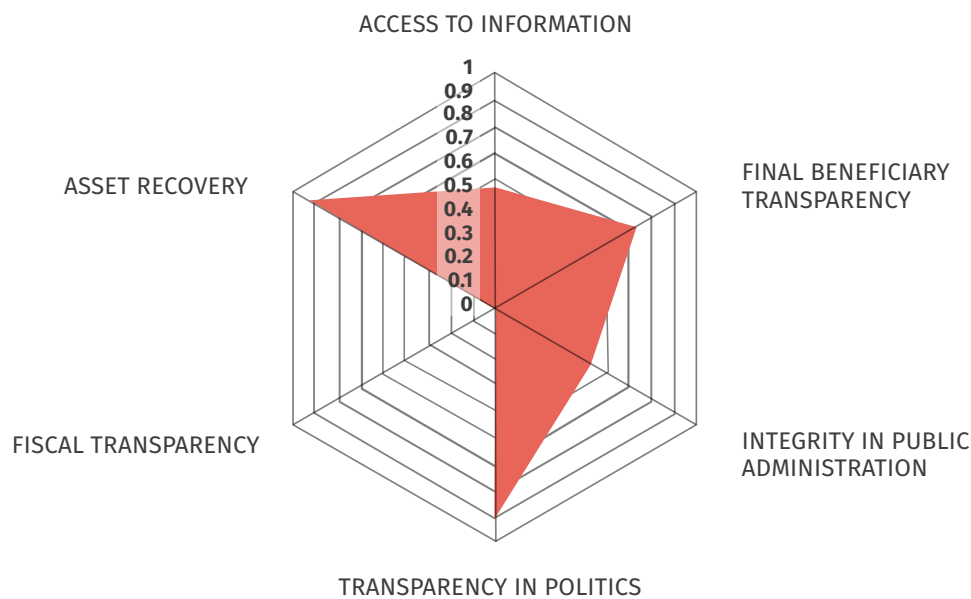 ACCESS TO INFORMATION
1
0.9
0.8
0.7
0.6
0.5
0.4
0.3
0.2
0.1
0
FINAL BENEFICIARY
TRANSPARENCY
ASSET RECOVERY
FISCAL TRANSPARENCY
INTEGRITY IN PUBLIC
ADMINISTRATION
TRANSPARENCY IN POLITICS